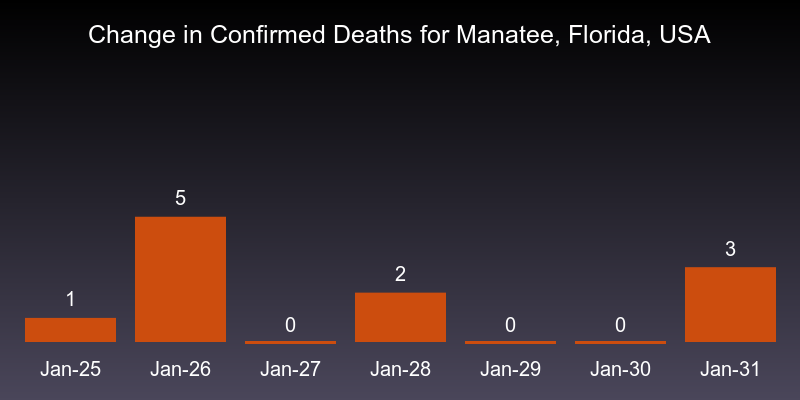 Change in Confirmed Deaths for Manatee, Florida, USA
1
5
0
2
0
0
3
Jan-25
Jan-26
Jan-27
Jan-28
Jan-29
Jan-30
Jan-31